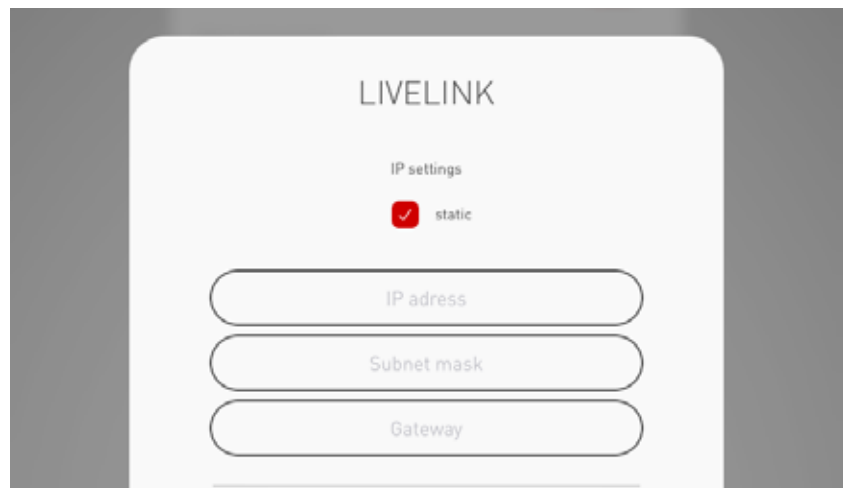 LIVELINK
IP settings
static
IP adress
Subnet mask
Gateway